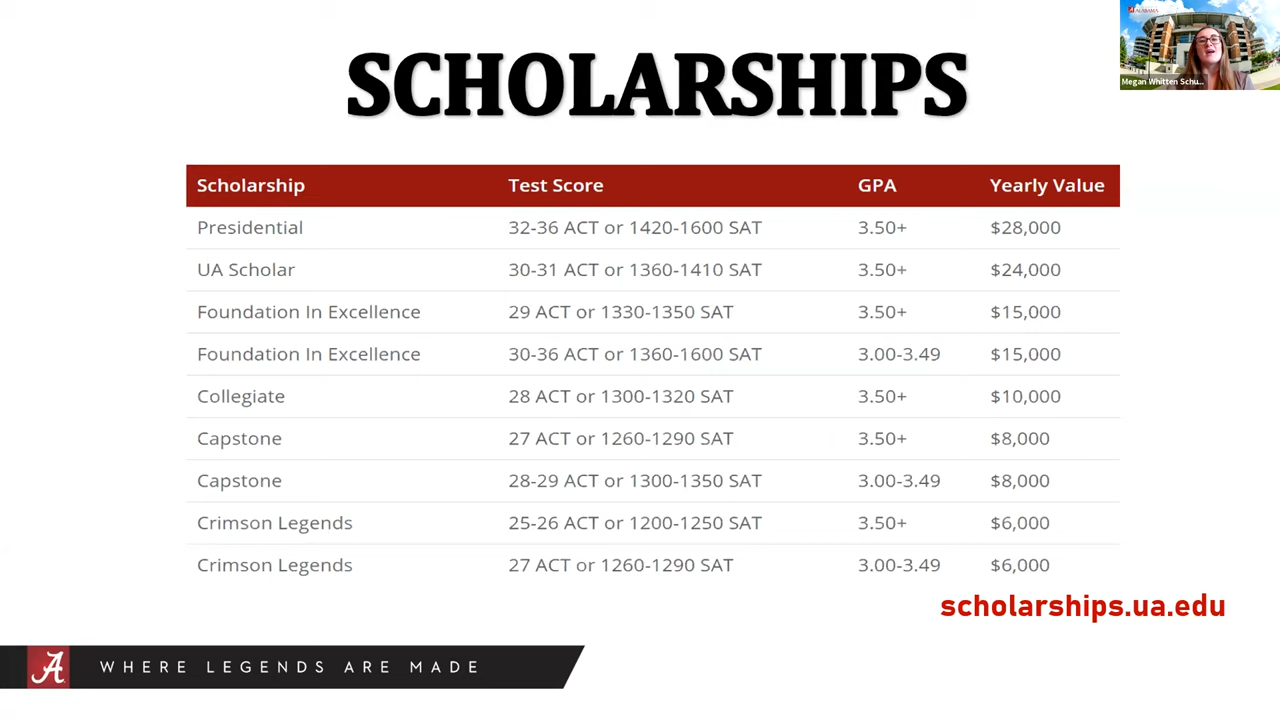 ALABAMA
Megan Whitten Schu...
SCHOLARSHIPS
Scholarship Test Score GPA Yearly Value
Presidential 32-36 ACT or 1420-1600 SAT 3.50+ $28,000
UA Scholar 30-31 ACT or 1360-1410 SAT 3.50+ $24,000
Foundation In Excellence 29 ACT or 1330-1350 SAT 3.50+ $15,000
Foundation In Excellence 30-36 ACT or 1360-1600 SAT 3.00-3.49 $15,000
Collegiate 28 ACT or 1300-1320 SAT 3.50+ $10,000
Capstone 27 ACT or 1260-1290 SAT 3.50+ $8,000
Capstone 28-29 ACT or 1300-1350 SAT 3.00-3.49 $8,000
Crimson Legends 25-26 ACT or 1200-1250 SAT 3.50+ $6,000
Crimson Legends 27 ACT or 1260-1290 SAT 3.00-3.49 $6,000
scholarships.ua.edu
A WHERE LEGENDS ARE MADE